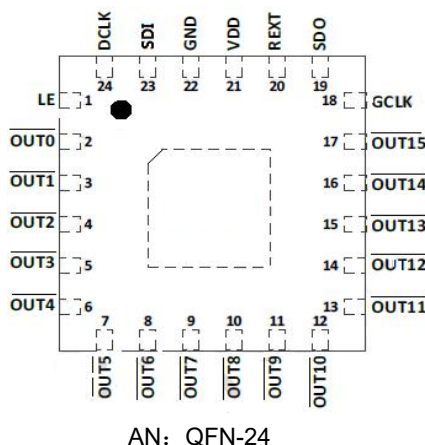 DCLK SDI GND VDD REXT SDO
24 23 22 21 20 19
LE 1 18 GCLK
OUT0 2 17 OUT15
OUT1 3 16 OUT14
OUT2 4 15 OUT13
OUT3 5 14 OUT12
OUT4 6 13 OUT11
7 8 9 10 11 12
OUT5 OUT6 OUT7 OUT8 OUT9 OUT10
AN：QFN-24